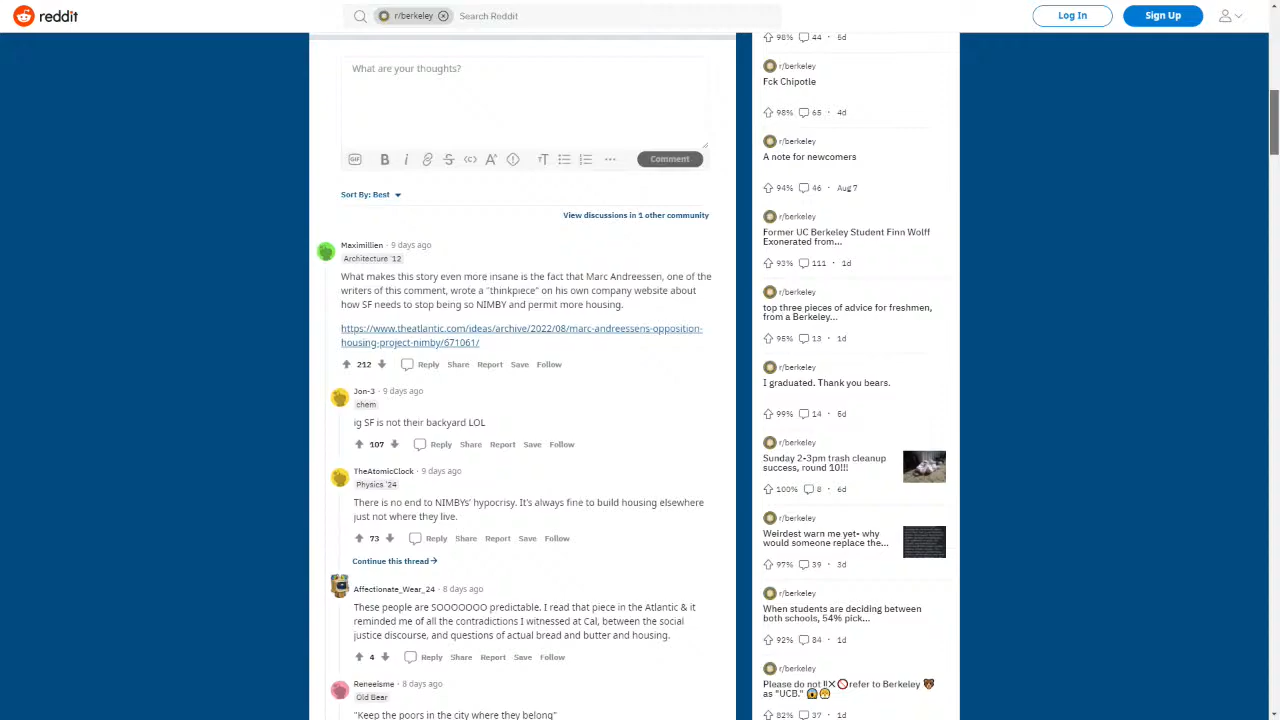 reddit
r/berkeley
Search Reddit
Log In
Sign Up
What are your thoughts?
GIF
B i
Comment
Sort By: Best
View discussions in 1 other community
Maximillien · 9 days ago
Architecture '12
What makes this story even more insane is the fact that Marc Andreessen, one of the
writers of this comment, wrote a "thinkpiece" on his own company website about
how SF needs to stop being so NIMBY and permit more housing.
https://www.theatlantic.com/ideas/archive/2022/08/marc-andreessens-opposition-
housing-project-nimby/671061/
212 Reply Share Report Save Follow
Jon-3 · 9 days ago
chem
ig SF is not their backyard LOL
107 Reply Share Report Save Follow
TheAtomicClock · 9 days ago
Physics '24
There is no end to NIMBYs' hypocrisy. It's always fine to build housing elsewhere
just not where they live.
73 Reply Share Report Save Follow
Continue this thread
Affectionate_Wear_24 · 8 days ago
These people are SOOOOOOO predictable. I read that piece in the Atlantic & it
reminded me of all the contradictions I witnessed at Cal, between the social
justice discourse, and questions of actual bread and butter and housing.
4 Reply Share Report Save Follow
Reneeisme · 8 days ago
Old Bear
"Keep the poors in the city where they belong"
98% 44 · 5d
r/berkeley
Fck Chipotle
98% 65 · 4d
r/berkeley
A note for newcomers
94% 46 · Aug 7
r/berkeley
Former UC Berkeley Student Finn Wolff
Exonerated from...
93% 111 · 1d
r/berkeley
top three pieces of advice for freshmen,
from a Berkeley...
95% 13 · 1d
r/berkeley
I graduated. Thank you bears.
99% 14 · 5d
r/berkeley
Sunday 2-3pm trash cleanup
success, round 10!!!
100% 8 · 6d
r/berkeley
Weirdest warn me yet- why
would someone replace the...
97% 39 · 3d
r/berkeley
When students are deciding between
both schools, 54% pick...
92% 34 · 1d
r/berkeley
Please do not ‼️❌🚫refer to Berkeley 🐻
as "UCB." 😱😤
82% 37 · 1d